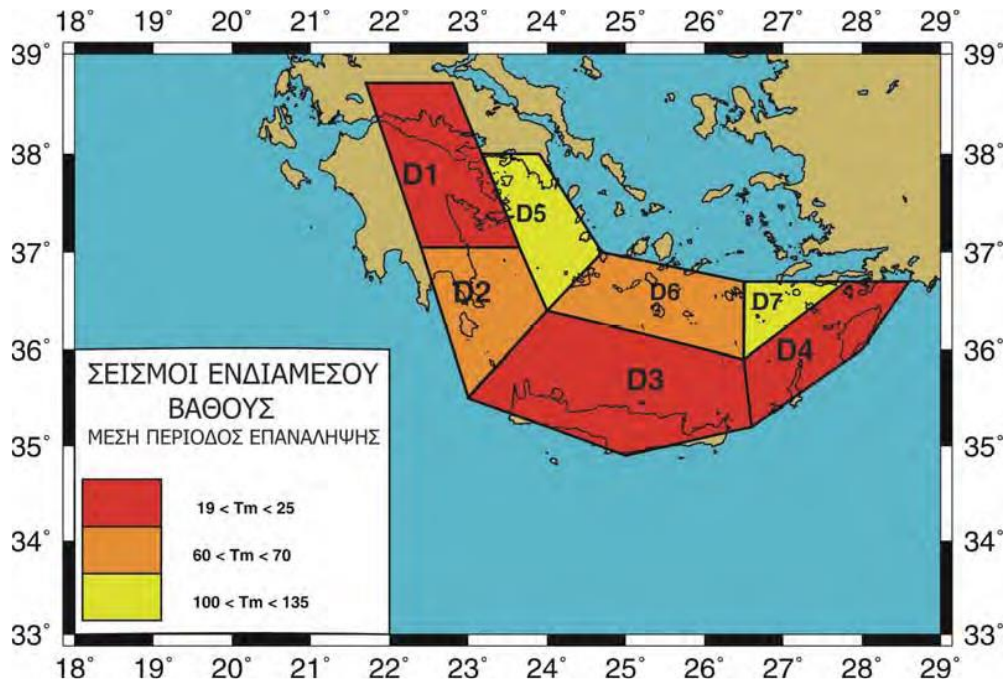 18° 19° 20° 21° 22° 23° 24° 25° 26° 27° 28° 29°
39° 39°
38° 38°
D1
D5
37° 37°
D2 D6 D7
36° 36°
D4
D3
ΣΕΙΣΜΟΙ ΕΝΔΙΑΜΕΣΟΥ
ΒΑΘΟΥΣ
ΜΕΣΗ ΠΕΡΙΟΔΟΣ ΕΠΑΝΑΛΗΨΗΣ
35° 35°
19 < Tm < 25
34° 34°
60 < Tm < 70
100 < Tm < 135
33° 33°
18° 19° 20° 21° 22° 23° 24° 25° 26° 27° 28° 29°